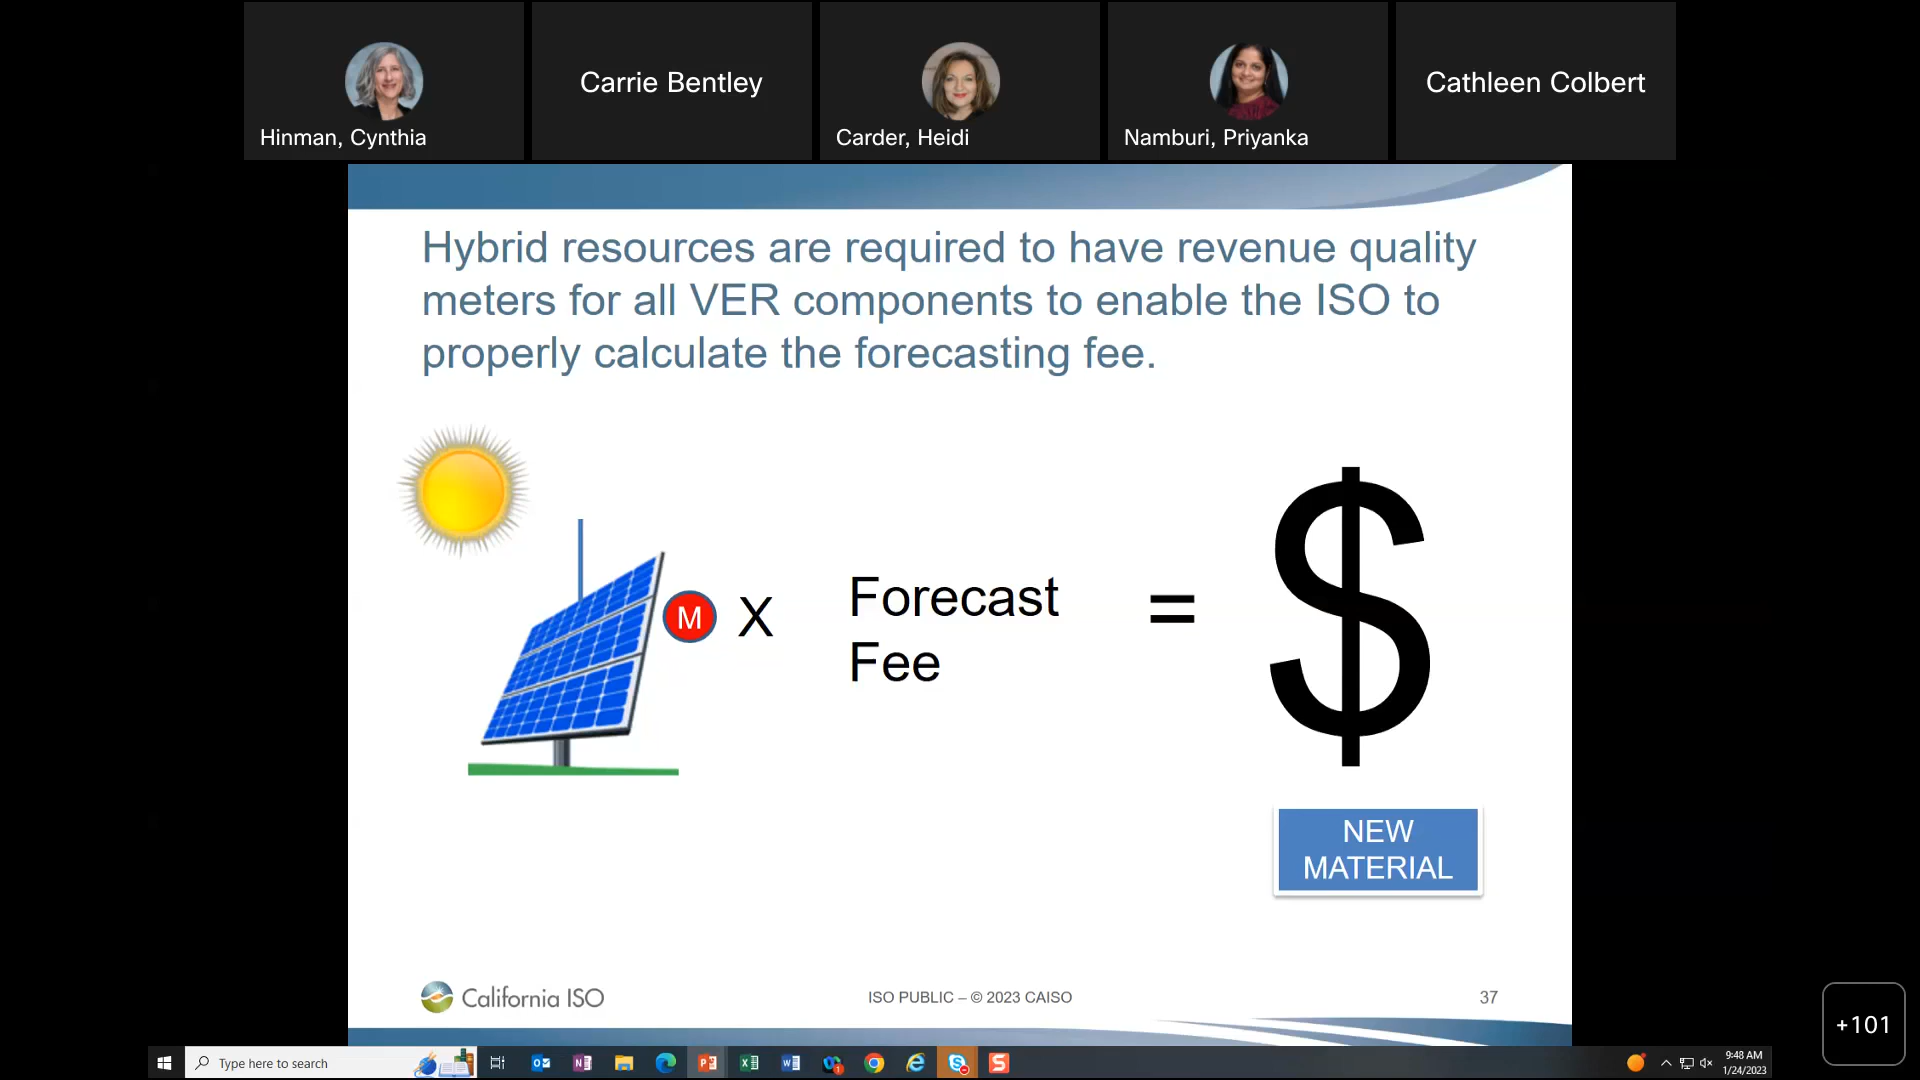 Hinman, Cynthia
Carrie Bentley
Carder, Heidi
Namburi, Priyanka
Cathleen Colbert
Hybrid resources are required to have revenue quality
meters for all VER components to enable the ISO to
properly calculate the forecasting fee.
M
X
Forecast
Fee
=
$
NEW
MATERIAL
California ISO
ISO PUBLIC – © 2023 CAISO
37
+101
Type here to search
9:48 AM
1/24/2023